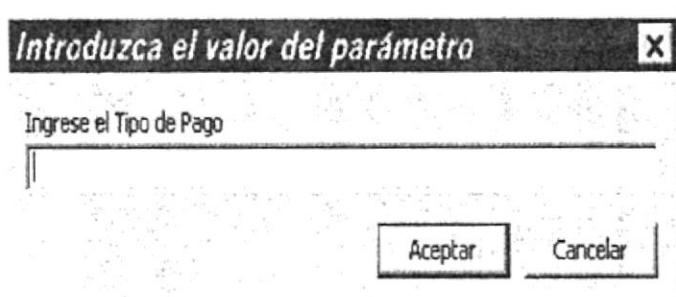 Introduzca el valor del parámetro
Ingrese el Tipo de Pago
Aceptar Cancelar